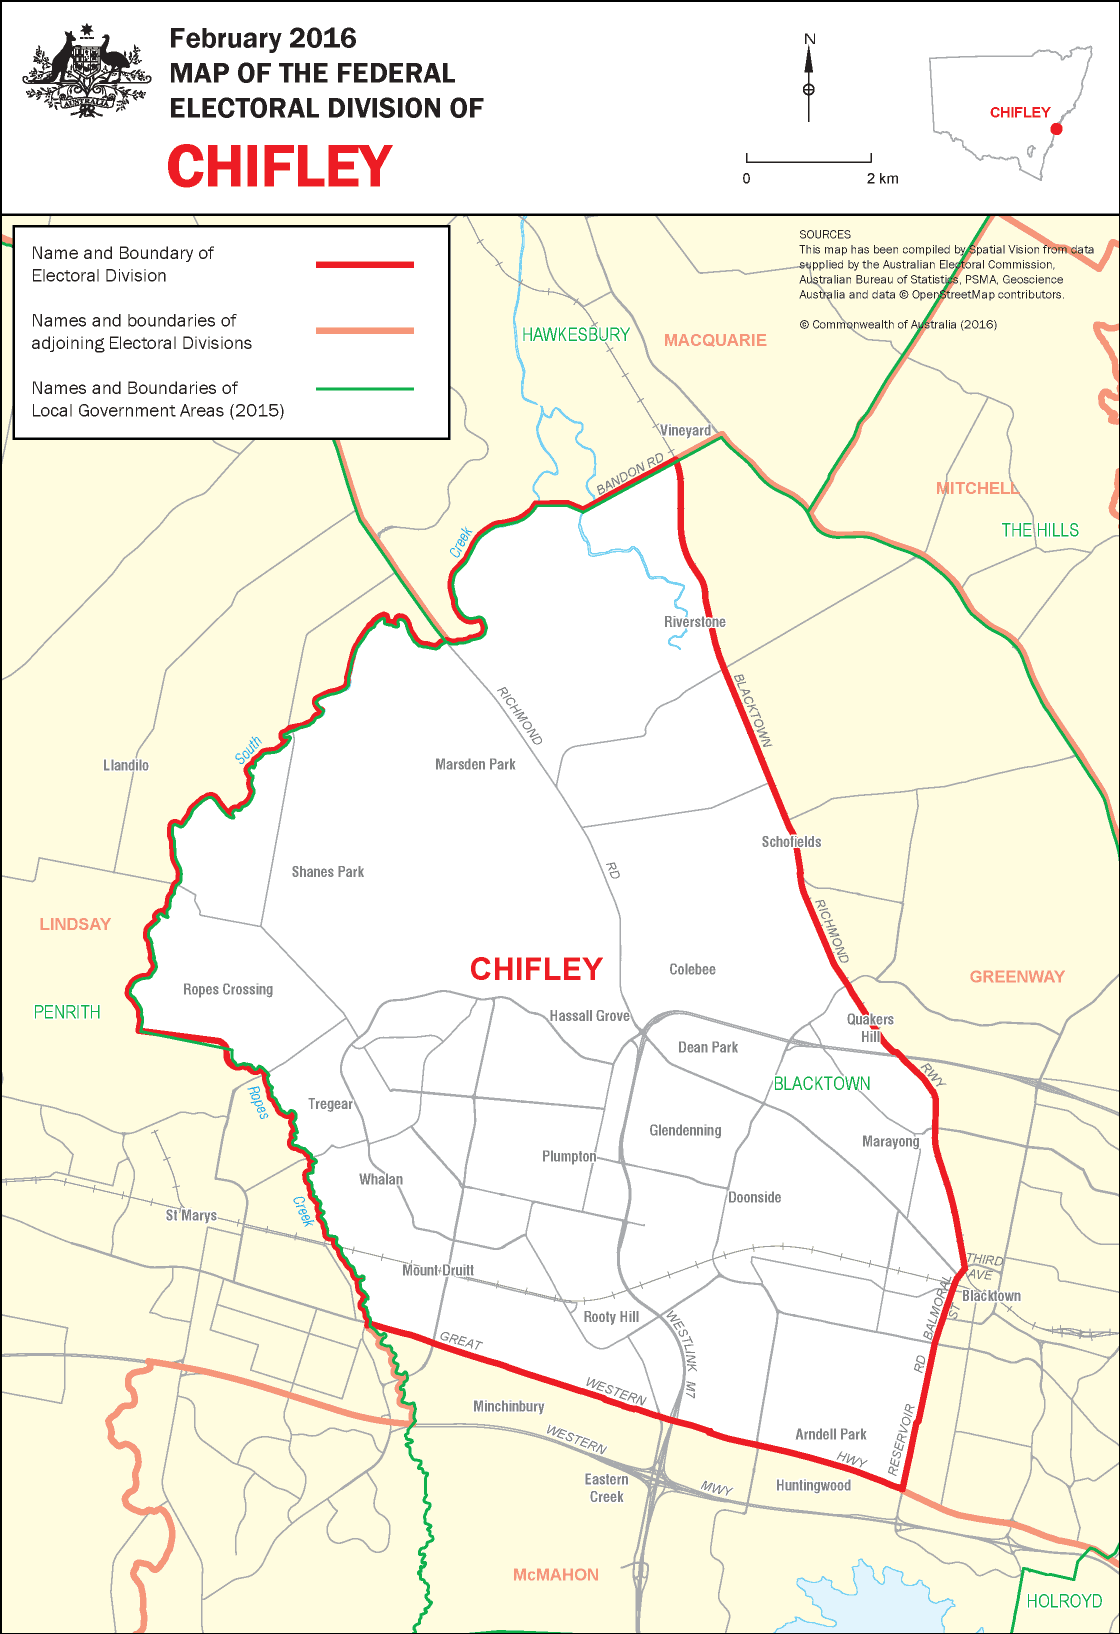 February 2016
MAP OF THE FEDERAL
ELECTORAL DIVISION OF
CHIFLEY
AUSTRALIA
N
0
2 km
CHIFLEY
Name and Boundary of
Electoral Division
Names and boundaries of
adjoining Electoral Divisions
Names and Boundaries of
Local Government Areas (2015)
SOURCES
This map has been compiled by Spatial Vision from data
supplied by the Australian Electoral Commission,
Australian Bureau of Statistics, PSMA, Geoscience
Australia and data © OpenStreetMap contributors.
© Commonwealth of Australia (2016)
HAWKESBURY
MACQUARIE
Vineyard
BANDON RD
MITCHELL
THE HILLS
Creek
Riverstone
RICHMOND
BLACKTOWN
South
Llandilo
Marsden Park
Schofields
Shanes Park
RD
RICHMOND
LINDSAY
CHIFLEY
Colebee
GREENWAY
Ropes Crossing
PENRITH
Hassall Grove
Quakers
Hill
Dean Park
RWY
BLACKTOWN
Ropes
Tregear
Glendenning
Marayong
Plumpton
Whalan
Doonside
Creek
St Marys
THIRD
AVE
Mount Druitt
Blacktown
BALMORAL
ST
Rooty Hill
GREAT
WESTLINK
M7
RD
WESTERN
Minchinbury
RESERVOIR
Arndell Park
WESTERN
HWY
Eastern
Creek
MWY
Huntingwood
McMAHON
HOLROYD